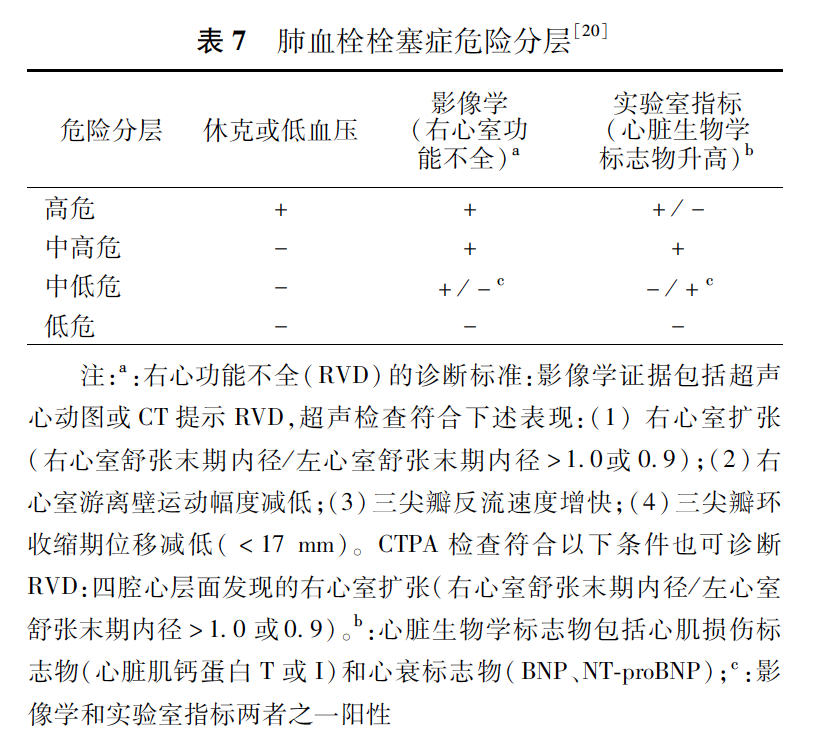 表 7 肺血栓栓塞症危险分层[20]
危险分层 休克或低血压 影像学(右心室功能不全)a 实验室指标(心脏生物学标志物升高)b
高危 + + +/-
中高危 - + +
中低危 - +/-c -/+c
低危 - - -
注:a:右心功能不全(RVD)的诊断标准:影像学证据包括超声
心动图或 CT 提示 RVD,超声检查符合下述表现:(1) 右心室扩张
(右心室舒张末期内径/左心室舒张末期内径>1.0或0.9);(2)右
心室游离壁运动幅度减低;(3)三尖瓣反流速度增快;(4)三尖瓣环
收缩期位移减低(<17 mm)。CTPA 检查符合以下条件也可诊断
RVD:四腔心层面发现的右心室扩张(右心室舒张末期内径/左心室
舒张末期内径>1.0 或0.9)。b:心脏生物学标志物包括心肌损伤标
志物(心脏肌钙蛋白 T 或 I)和心衰标志物(BNP、NT-proBNP);c:影
像学和实验室指标两者之一阳性